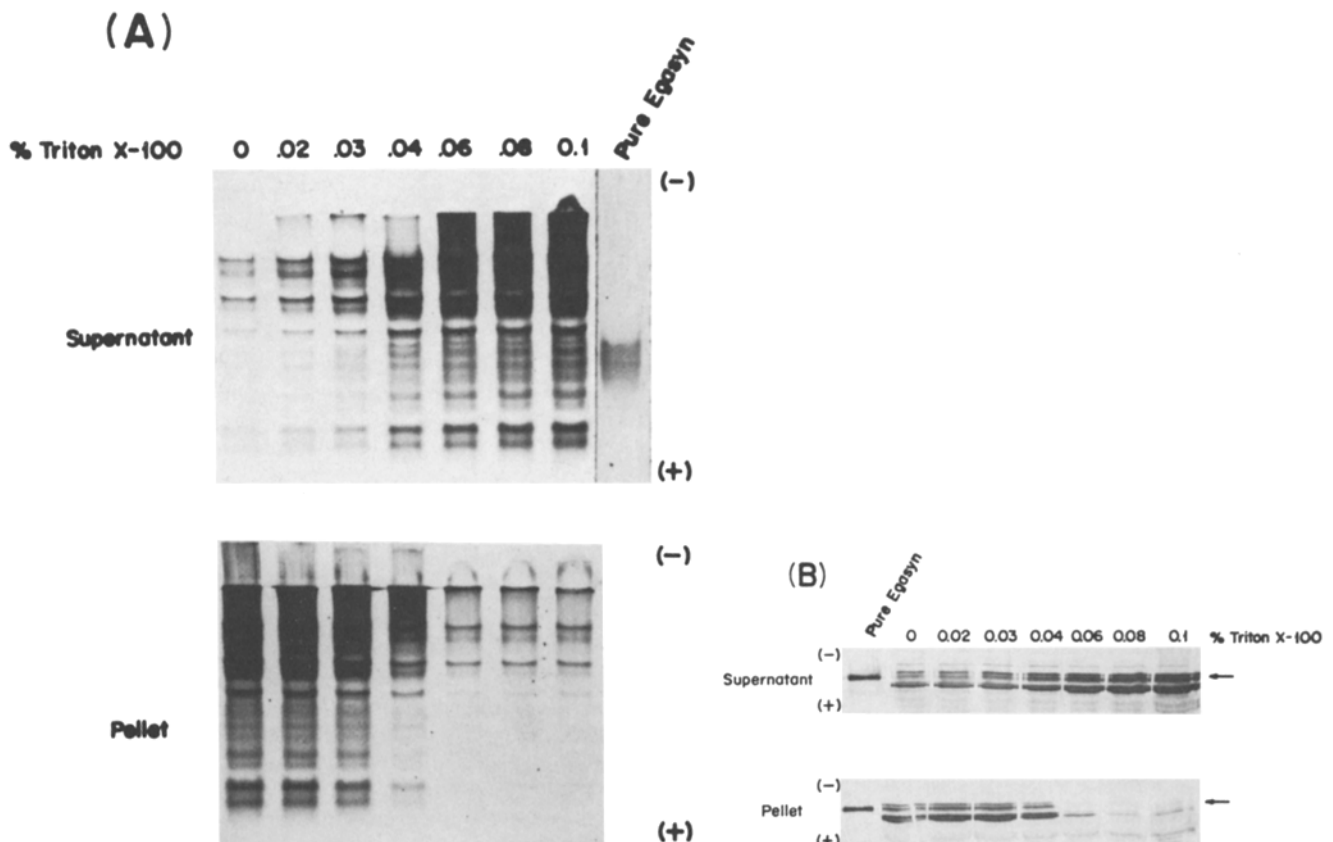 (A)
Pure Egasyn
% Triton X-100 0 .02 .03 .04 .06 .08 0.1
(-)
Supernatant
(+)
(-)
Pellet
(+)
(B)
Pure Egasyn
0 0.02 0.03 0.04 0.06 0.08 0.1 % Triton X-100
(-)
Supernatant
(+)
(-)
Pellet
(+)